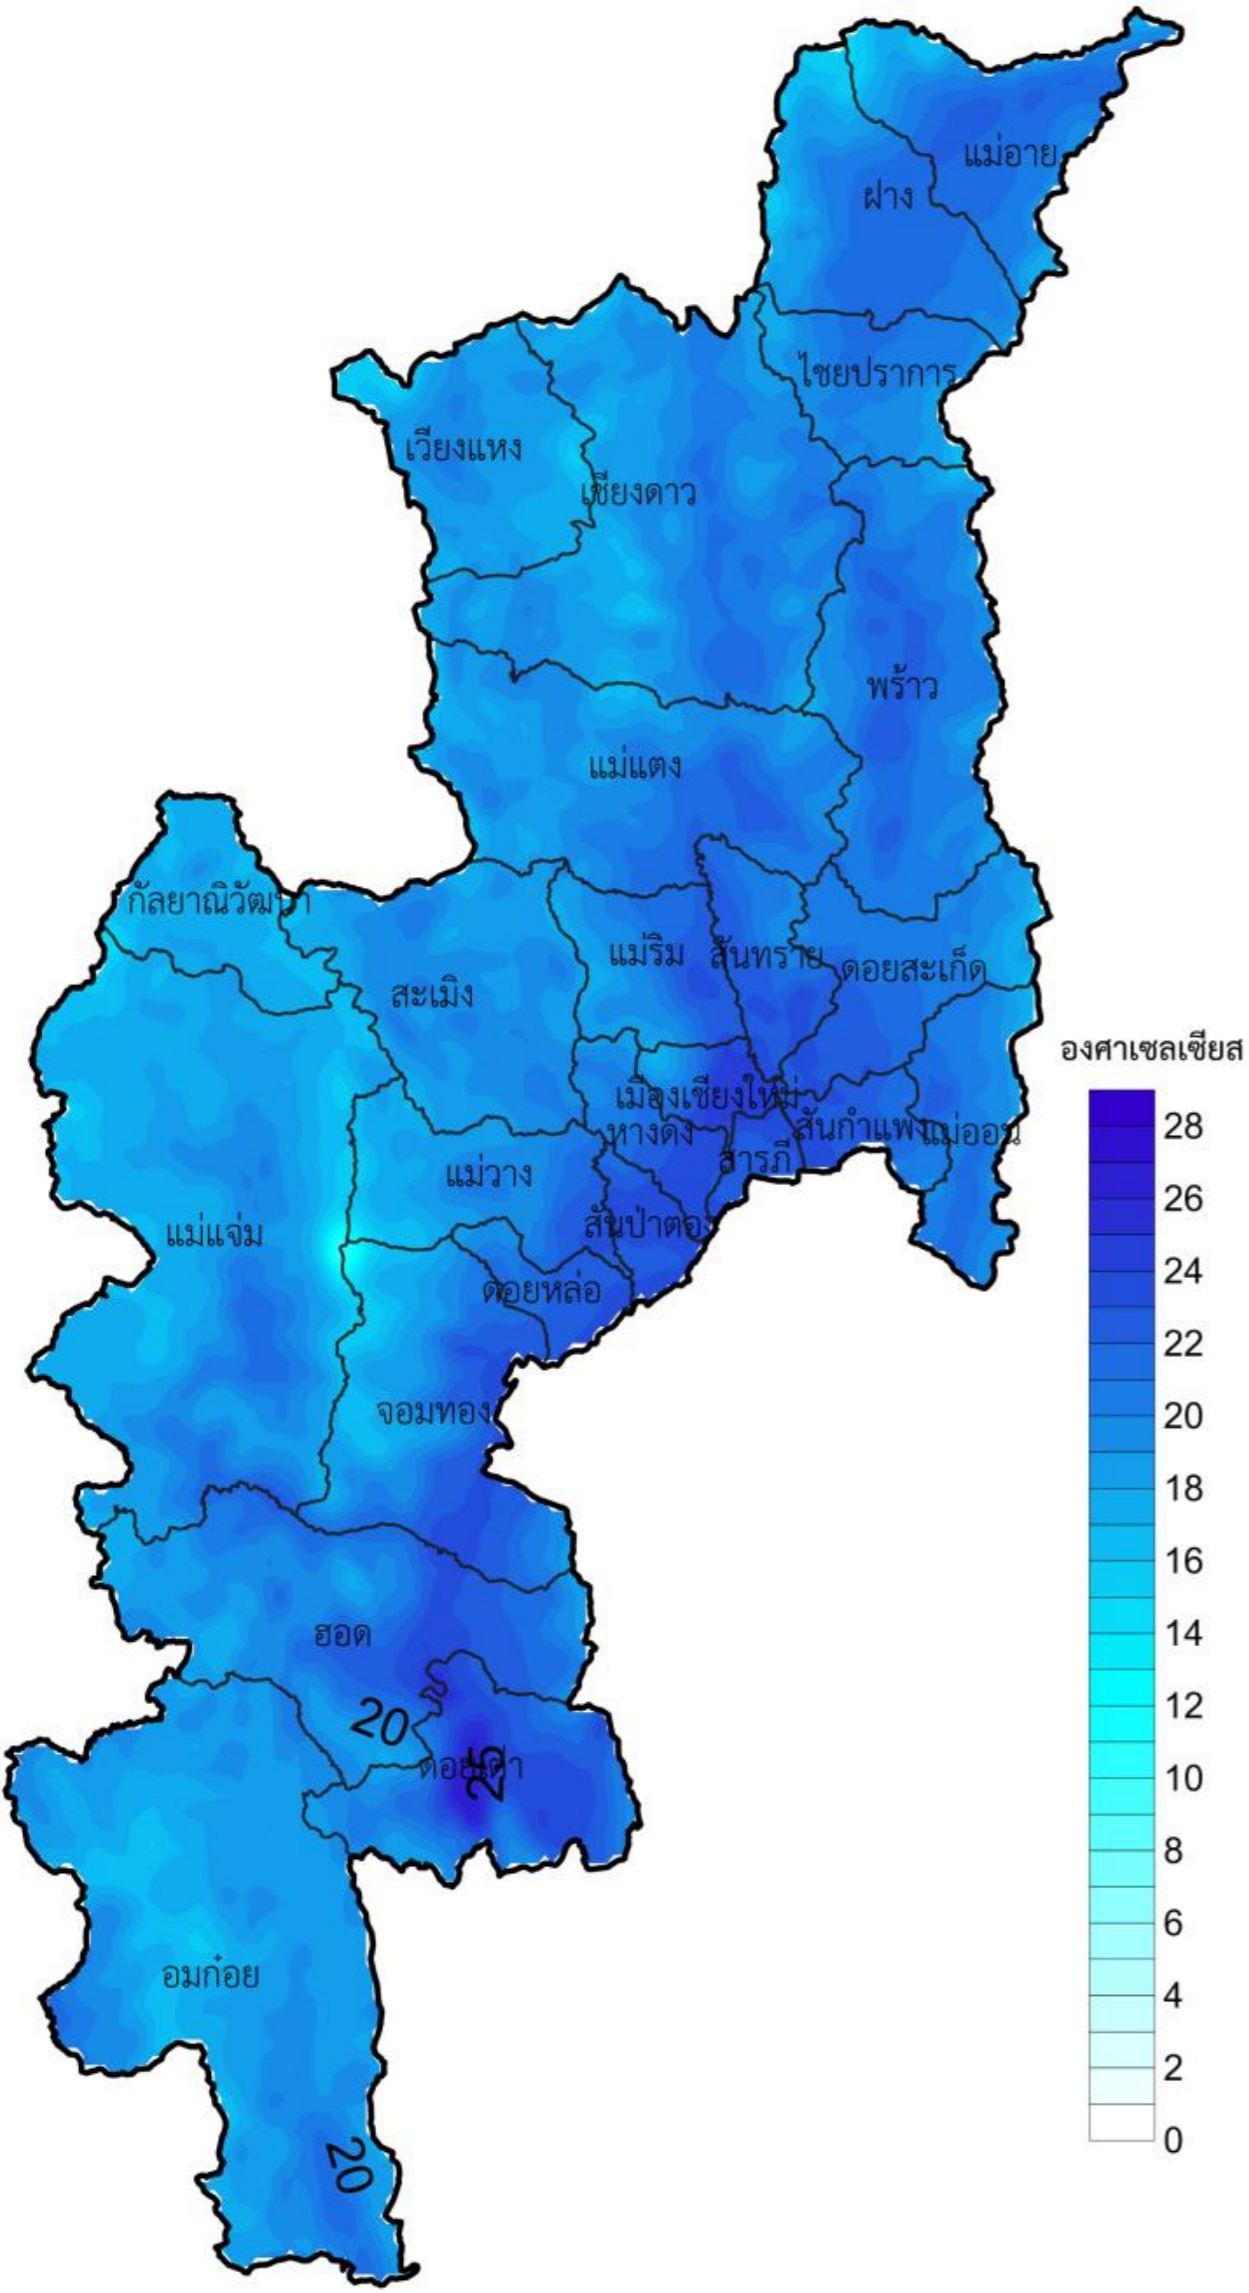 แม่อาย
ฝาง
ไชยปราการ
เวียงแหง
เชียงดาว
พร้าว
แม่แตง
กัลยาณิวัฒนา
แม่ริม
สันทราย
ดอยสะเก็ด
สะเมิง
องศาเซลเซียส
เมืองเชียงใหม่
หางดง
สันกำแพง
แม่ออน
สารภี
แม่วาง
สันป่าตอง
แม่แจ่ม
ดอยหล่อ
จอมทอง
ฮอด
20
ดอยเต่า
25
อมก๋อย
20
28
26
24
22
20
18
16
14
12
10
8
6
4
2
0